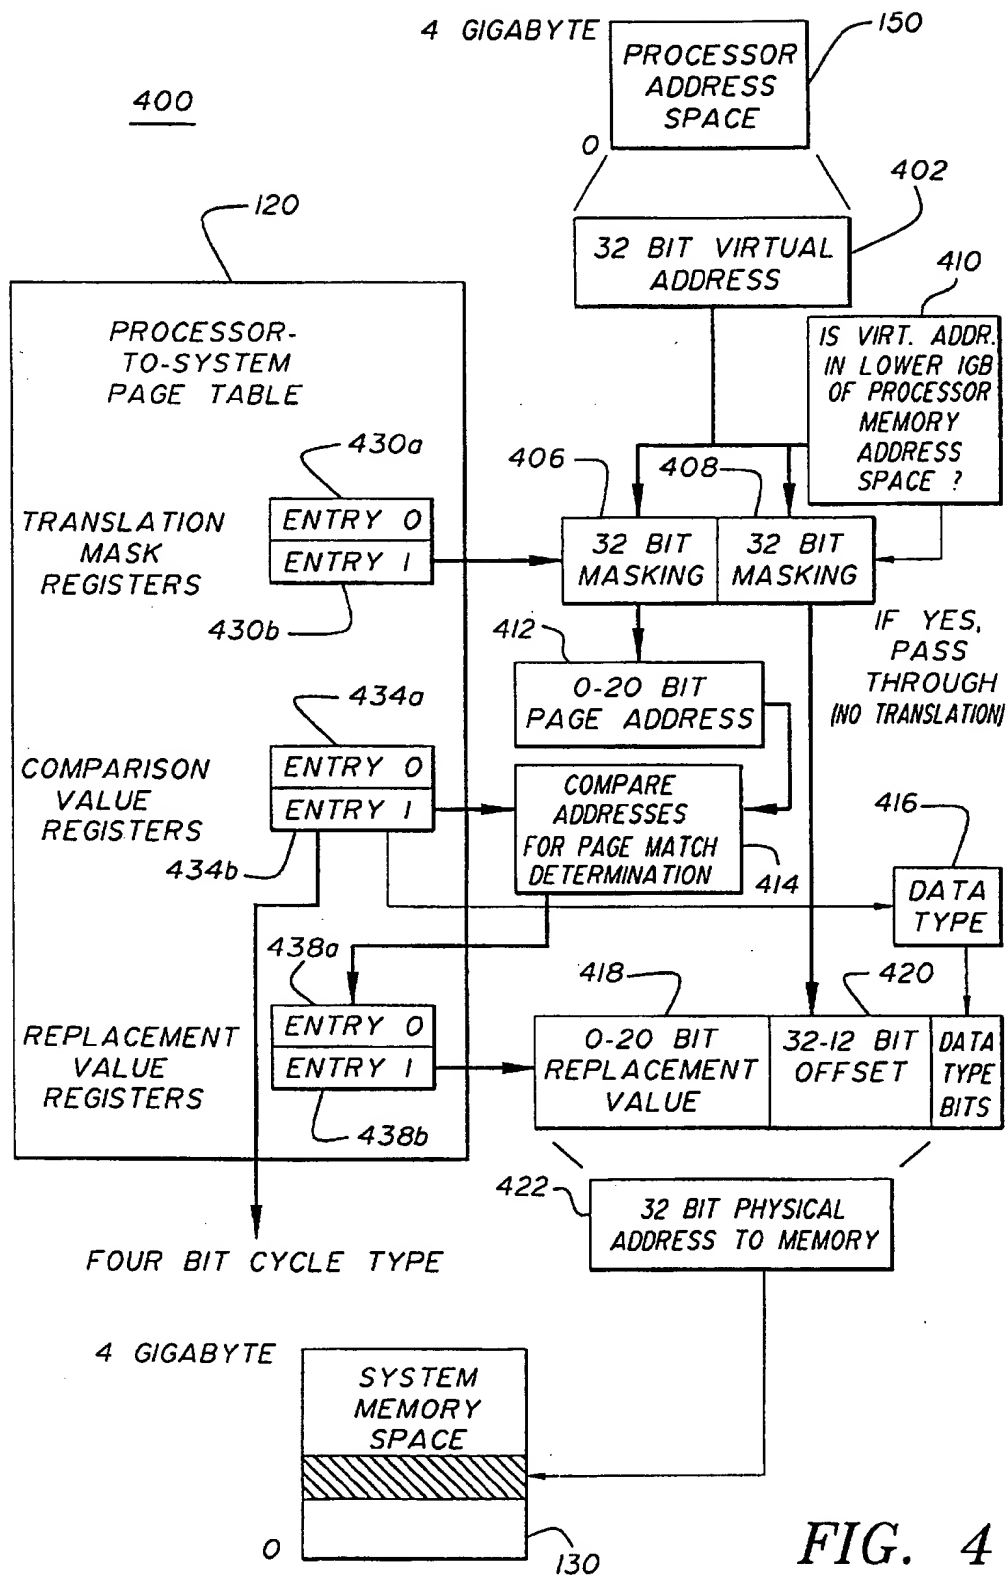 4 GIGABYTE
150
PROCESSOR
ADDRESS
SPACE
0
400
402
120
32 BIT VIRTUAL
ADDRESS
410
IS VIRT. ADDR.
IN LOWER 1GB
OF PROCESSOR
MEMORY
ADDRESS
SPACE ?
PROCESSOR-
TO-SYSTEM
PAGE TABLE
430a
406
408
TRANSLATION
MASK
REGISTERS
ENTRY 0
ENTRY 1
430b
32 BIT
MASKING
32 BIT
MASKING
IF YES,
PASS
THROUGH
(NO TRANSLATION)
412
0-20 BIT
PAGE ADDRESS
434a
COMPARISON
VALUE
REGISTERS
ENTRY 0
ENTRY 1
434b
COMPARE
ADDRESSES
FOR PAGE MATCH
DETERMINATION
414
416
DATA
TYPE
438a
418
420
REPLACEMENT
VALUE
REGISTERS
ENTRY 0
ENTRY 1
438b
0-20 BIT
REPLACEMENT
VALUE
32-12 BIT
OFFSET
DATA
TYPE
BITS
422
32 BIT PHYSICAL
ADDRESS TO MEMORY
FOUR BIT CYCLE TYPE
4 GIGABYTE
SYSTEM
MEMORY
SPACE
0
130
FIG. 4